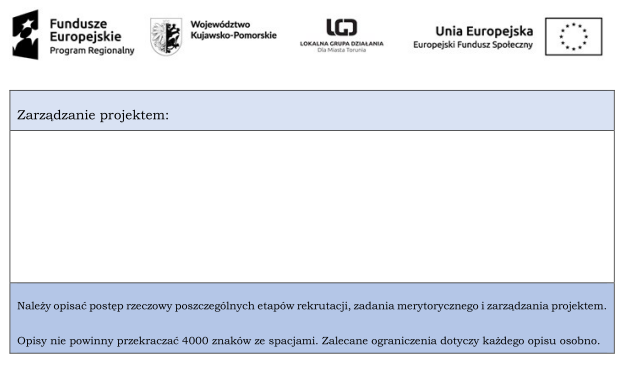 Fundusze
Europejskie
Program Regionalny
Województwo
Kujawsko-Pomorskie
LGD
LOKALNA GRUPA DZIAŁANIA
Dla Miasta Torunia
Unia Europejska
Europejski Fundusz Społeczny
Zarządzanie projektem:
Należy opisać postęp rzeczowy poszczególnych etapów rekrutacji, zadania merytorycznego i zarządzania projektem.
Opisy nie powinny przekraczać 4000 znaków ze spacjami. Zalecane ograniczenia dotyczy każdego opisu osobno.